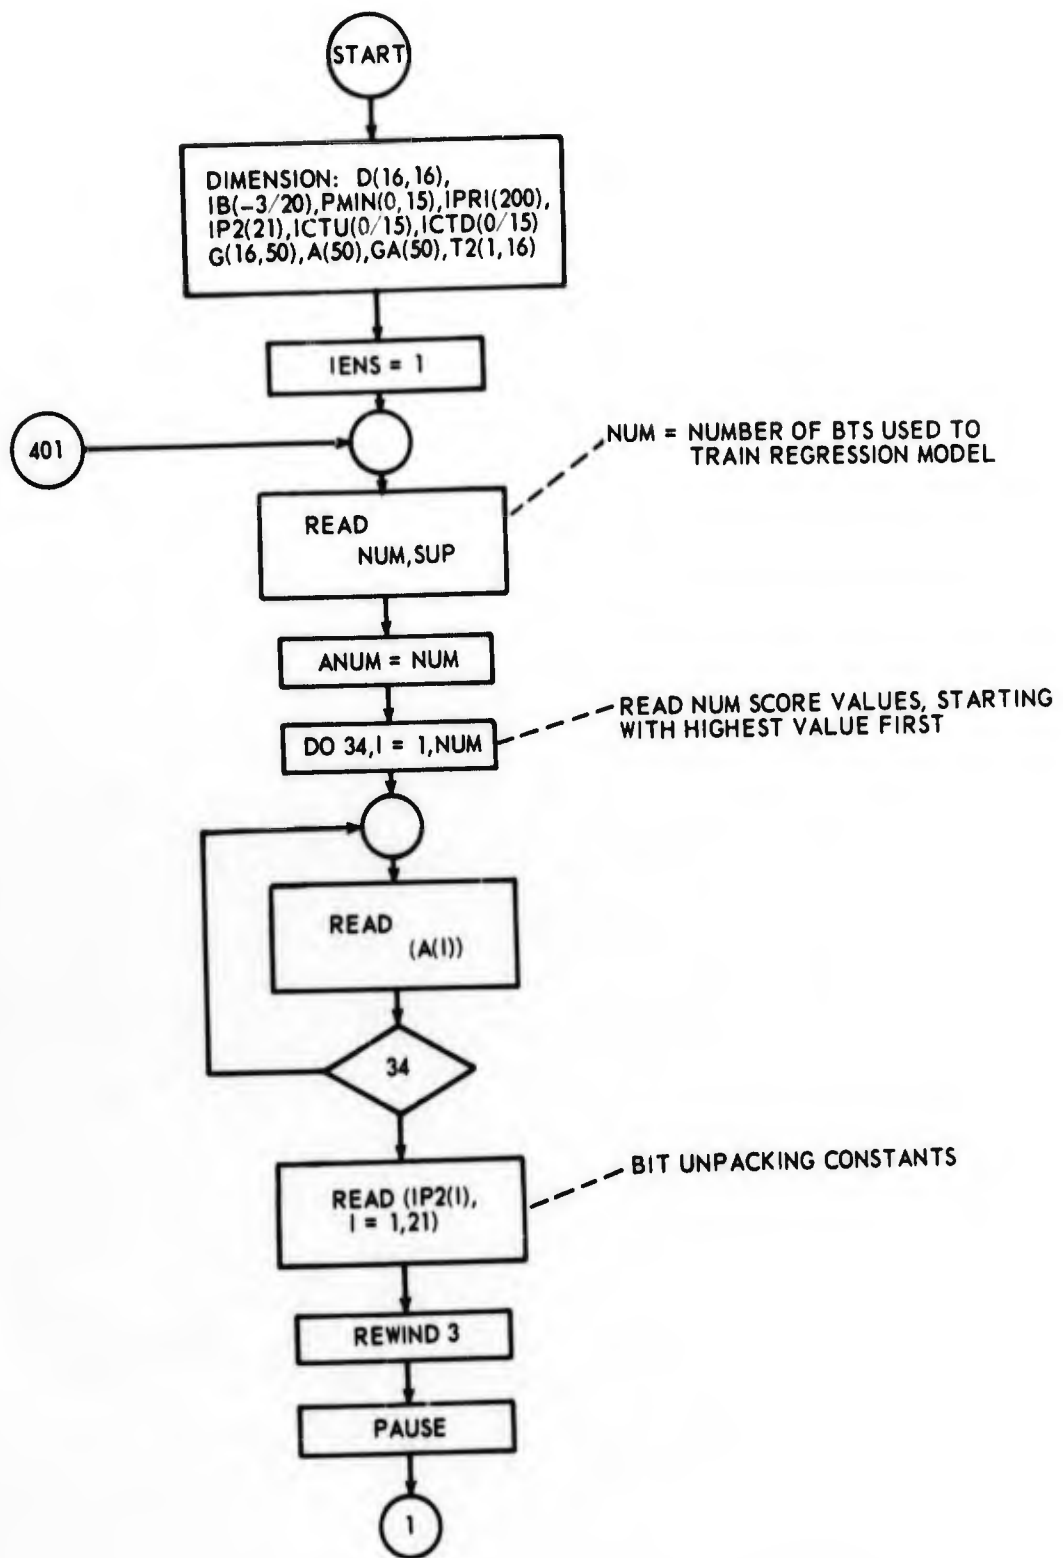 START
DIMENSION: D(16,16),
IB(-3/20),PMIN(0,15),IPRI(200),
IP2(21),ICTU(0/15),ICTD(0/15)
G(16,50),A(50),GA(50),T2(1,16)
IENS = 1
401
NUM = NUMBER OF BTS USED TO
TRAIN REGRESSION MODEL
READ
NUM,SUP
ANUM = NUM
READ NUM SCORE VALUES, STARTING
WITH HIGHEST VALUE FIRST
DO 34,I = 1,NUM
READ
(A(I))
34
BIT UNPACKING CONSTANTS
READ (IP2(I),
I = 1,21)
REWIND 3
PAUSE
1